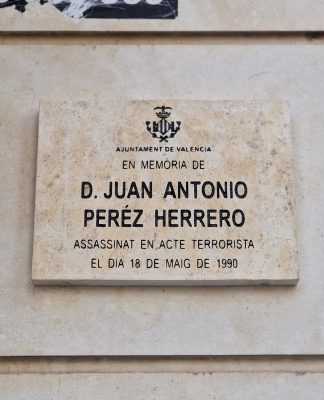 AJUNTAMENT DE VALENCIA
EN MEMÒRIA DE
D. JUAN ANTONIO
PERÉZ HERRERO
ASSASSINAT EN ACTE TERRORISTA
EL DIA 18 DE MAIG DE 1990